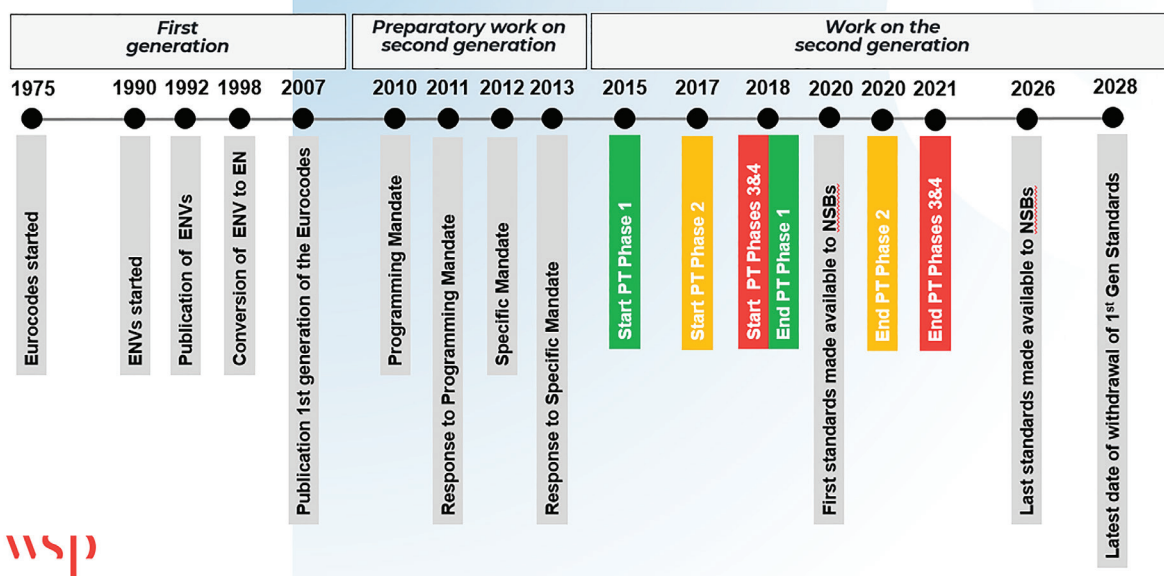 First
generation
Preparatory work on
second generation
Work on the
second generation
1975
1990
1992
1998
2007
2010
2011
2012
2013
2015
2017
2018
2020
2020
2021
2026
2028
Eurocodes started
ENVs started
Publication of ENVs
Conversion of ENV to EN
Publication 1st generation of the Eurocodes
Programming Mandate
Response to Programming Mandate
Specific Mandate
Response to Specific Mandate
Start PT Phase 1
Start PT Phase 2
Start PT Phases 3&4
End PT Phase 1
First standards made available to NSBs
End PT Phase 2
End PT Phases 3&4
Last standards made available to NSBs
Latest date of withdrawal of 1st Gen Standards
wsp